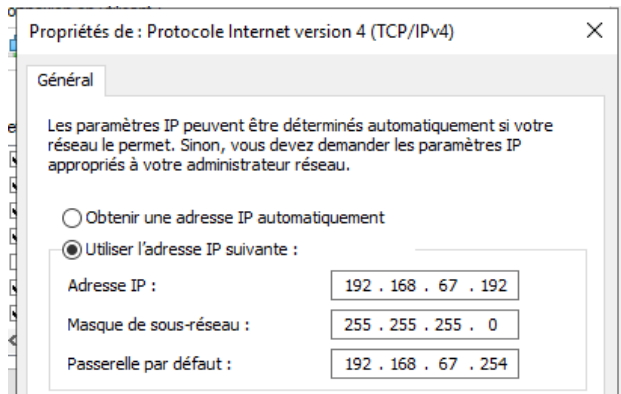 Propriétés de : Protocole Internet version 4 (TCP/IPv4)
Général
Les paramètres IP peuvent être déterminés automatiquement si votre
réseau le permet. Sinon, vous devez demander les paramètres IP
appropriés à votre administrateur réseau.
Obtenir une adresse IP automatiquement
Utiliser l'adresse IP suivante :
Adresse IP : 192 . 168 . 67 . 192
Masque de sous-réseau : 255 . 255 . 255 . 0
Passerelle par défaut : 192 . 168 . 67 . 254